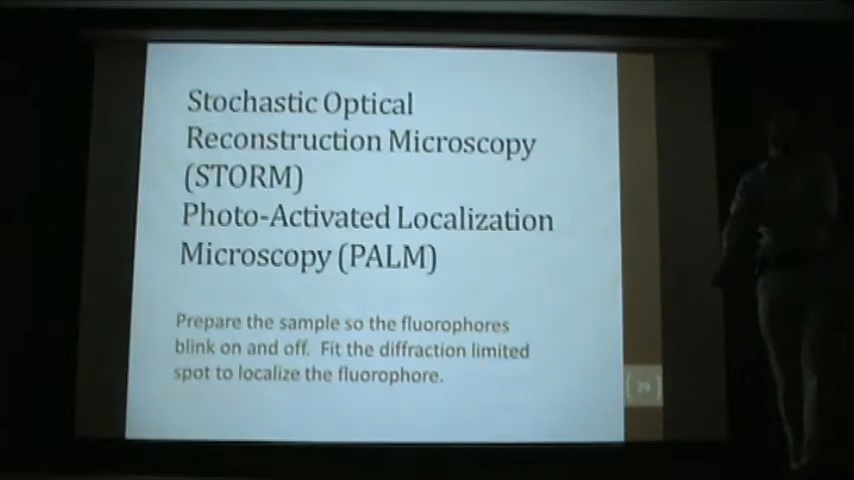 Stochastic Optical
Reconstruction Microscopy
(STORM)
Photo-Activated Localization
Microscopy (PALM)
Prepare the sample so the fluorophores
blink on and off. Fit the diffraction limited
spot to localize the fluorophore.